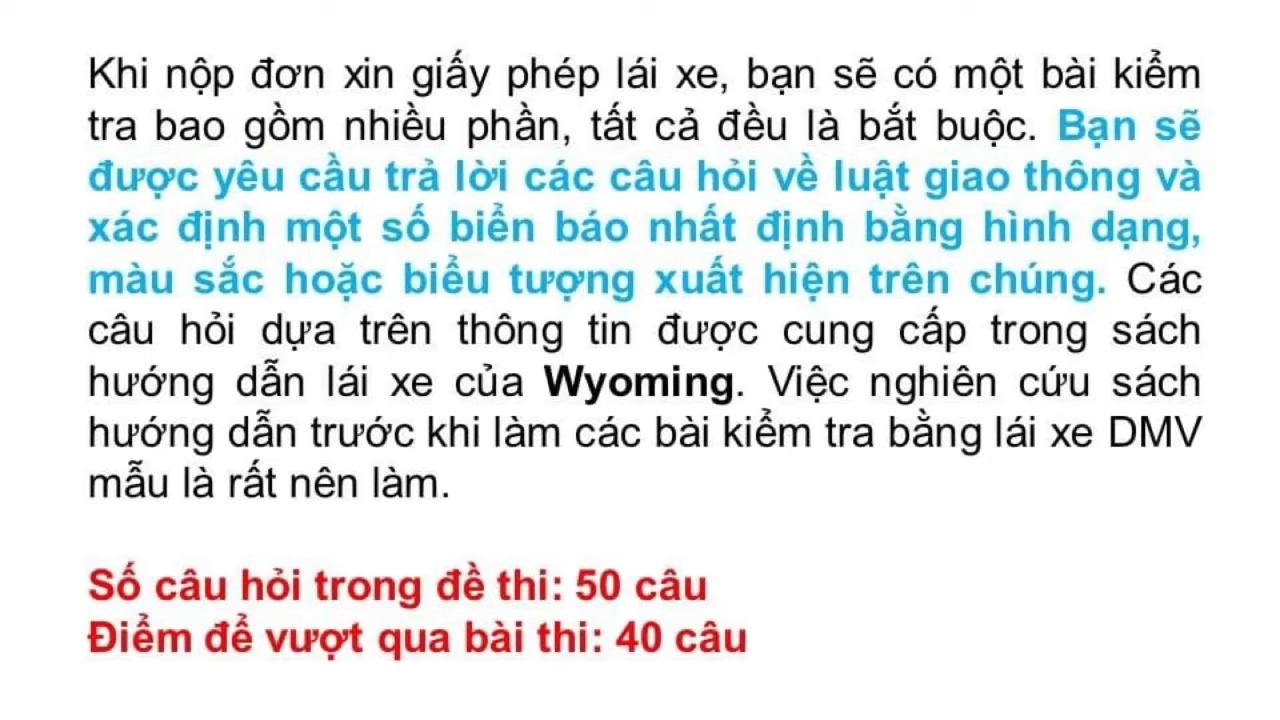 Khi nộp đơn xin giấy phép lái xe, bạn sẽ có một bài kiểm
tra bao gồm nhiều phần, tất cả đều là bắt buộc. Bạn sẽ
được yêu cầu trả lời các câu hỏi về luật giao thông và
xác định một số biển báo nhất định bằng hình dạng,
màu sắc hoặc biểu tượng xuất hiện trên chúng. Các
câu hỏi dựa trên thông tin được cung cấp trong sách
hướng dẫn lái xe của Wyoming. Việc nghiên cứu sách
hướng dẫn trước khi làm các bài kiểm tra bằng lái xe DMV
mẫu là rất nên làm.
Số câu hỏi trong đề thi: 50 câu
Điểm để vượt qua bài thi: 40 câu